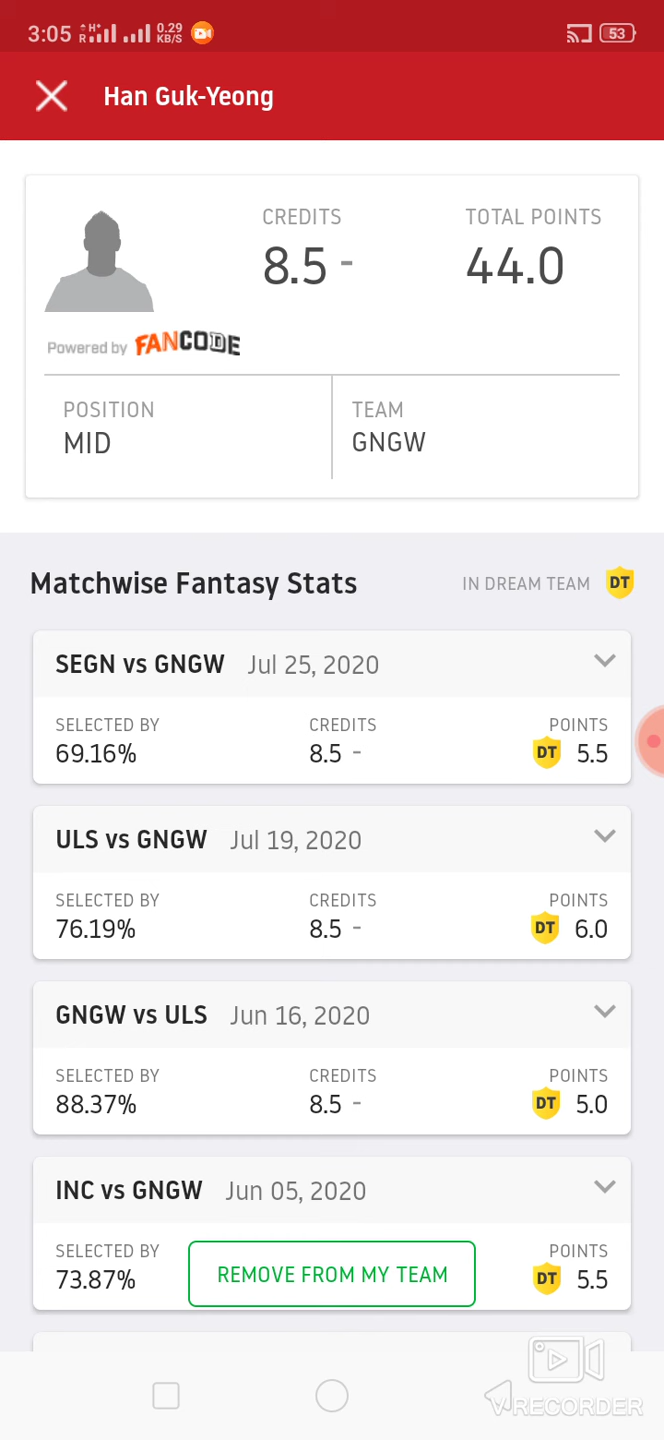 3:05 R H+ 0.29 KB/S 53
Han Guk-Yeong
CREDITS TOTAL POINTS
8.5 - 44.0
Powered by FANCODE
POSITION TEAM
MID GNGW
Matchwise Fantasy Stats IN DREAM TEAM DT
SEGN vs GNGW Jul 25, 2020
SELECTED BY CREDITS POINTS
69.16% 8.5 - DT 5.5
ULS vs GNGW Jul 19, 2020
SELECTED BY CREDITS POINTS
76.19% 8.5 - DT 6.0
GNGW vs ULS Jun 16, 2020
SELECTED BY CREDITS POINTS
88.37% 8.5 - DT 5.0
INC vs GNGW Jun 05, 2020
SELECTED BY POINTS
73.87% REMOVE FROM MY TEAM DT 5.5
VRECORDER